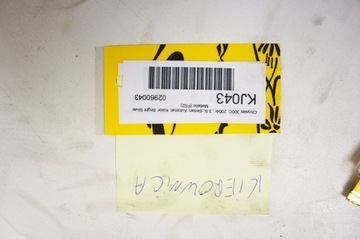 Chrysler 300C, 2004r, 3.5i, Sedan, Automat, Kolor: Bright Silver
Metallic (PS2)
KJ043
02960043
KIEROWNICA